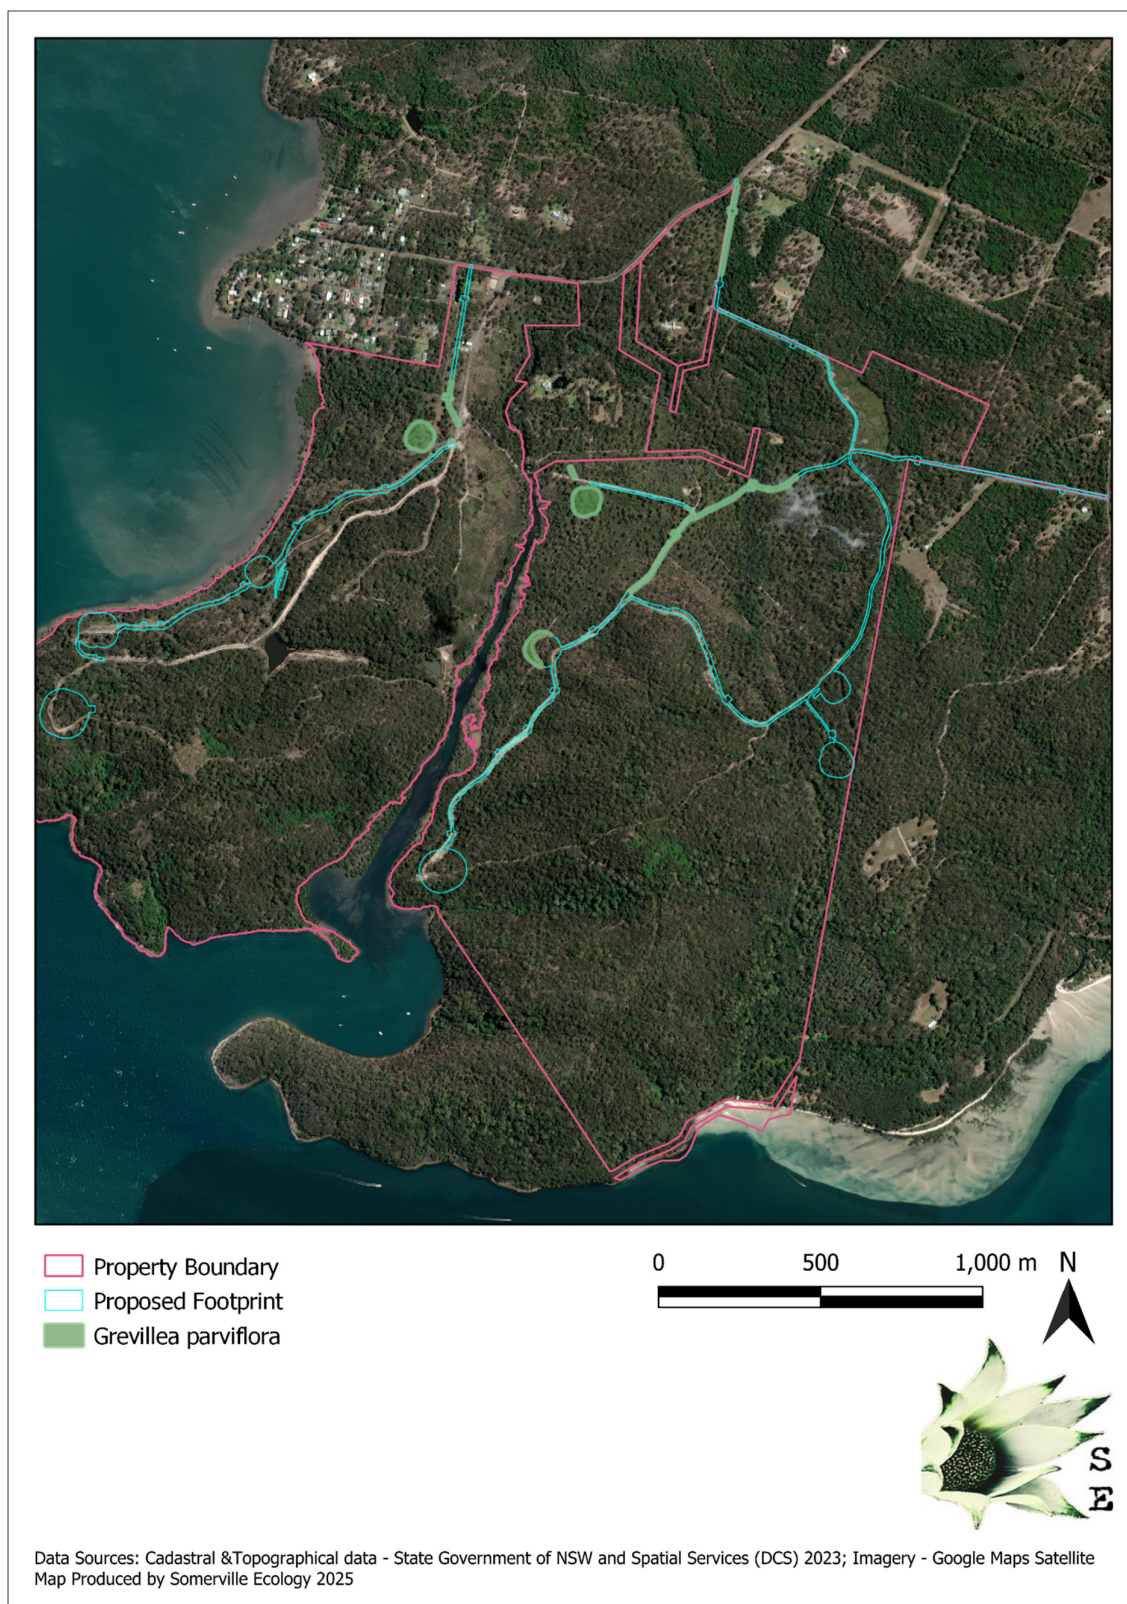 Property Boundary
Proposed Footprint
Grevillea parviflora
0 500 1,000 m N
S
E
Data Sources: Cadastral &Topographical data - State Government of NSW and Spatial Services (DCS) 2023; Imagery - Google Maps Satellite
Map Produced by Somerville Ecology 2025